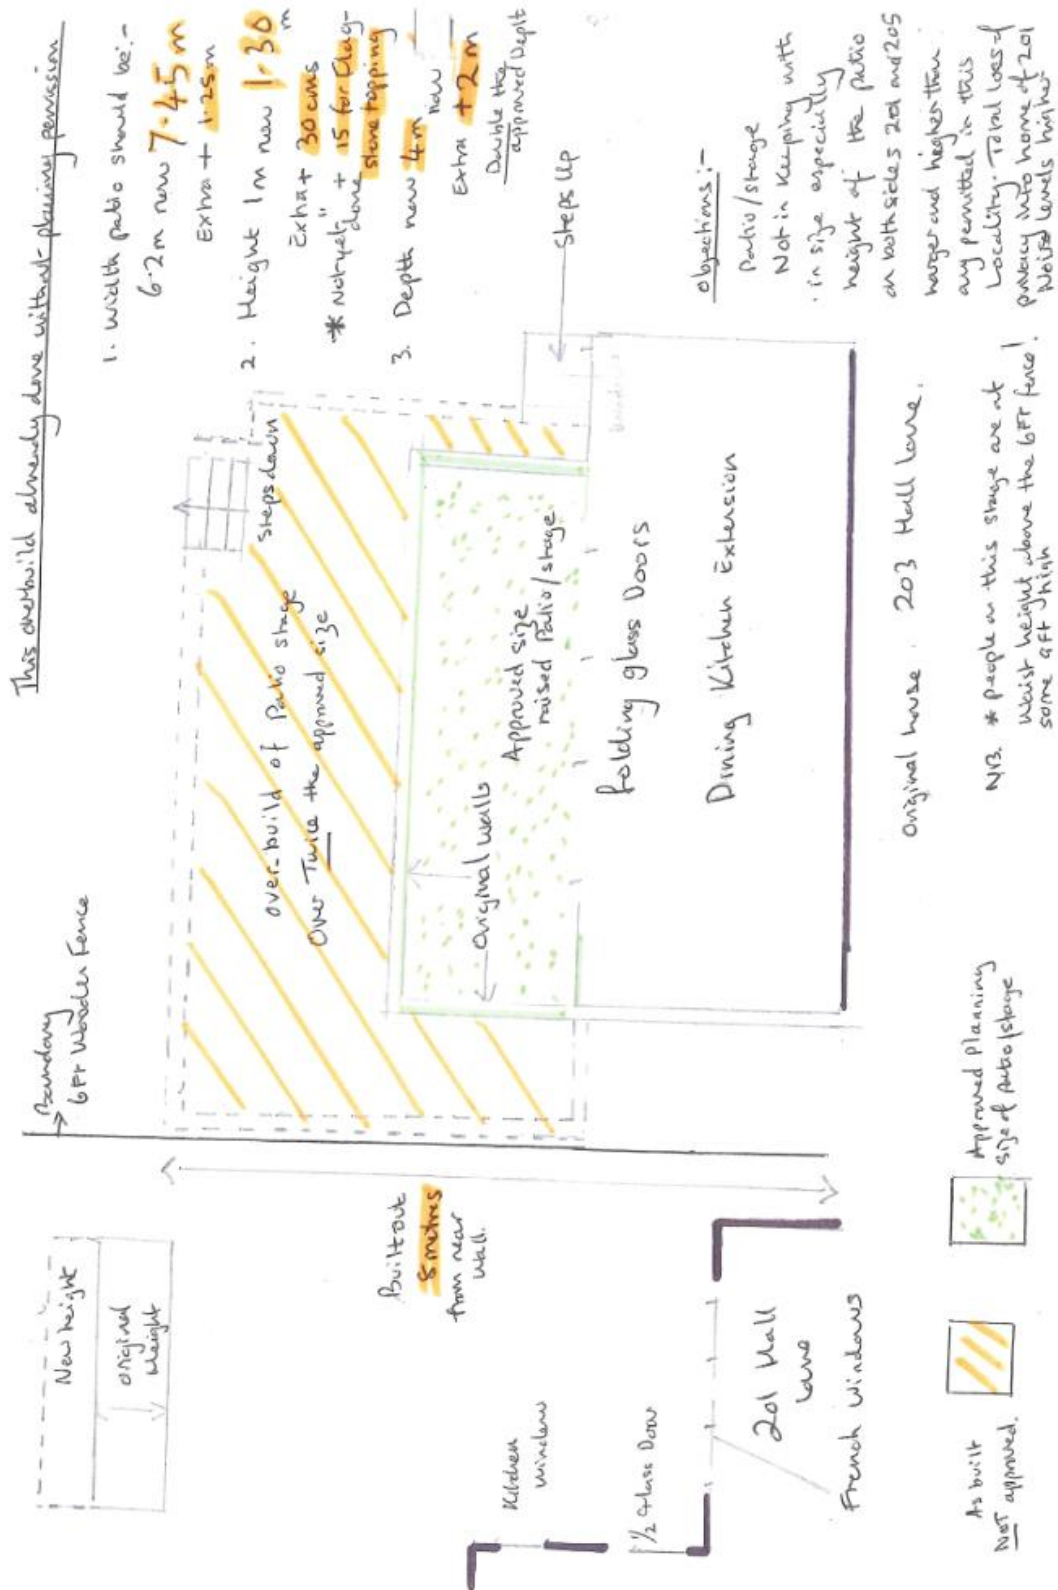 This overbuild already done without planning permission
1. Width patio should be:-
6.2m now 7.45m
Extra + 1.25m
2. Height 1m now 1.30m
Extra + 30cms
* Not yet done + 15 for Flag-
stone topping
3. Depth now 4m now
Extra + 2m
Double the
approved Depth
Steps Up
Boundary
6Ft Wooden Fence
Steps down
over-build of Patio stage
Over Twice the approved size
Original walls
Approved size
raised Patio/stage
Folding glass Doors
Dining Kitchen Extension
Original house. 203 Hall Lane.
New height
original
height
Built out
8 metres
from rear
wall.
Kitchen
window
1/2 Glass Door
201 Hall
Lane
French Windows
Objections:-
Patio/stage
Not in Keeping with
in size especially
height of the patio
on both sides 201 and 205
larger and higher than
any permitted in this
Locality. Total loss of
privacy into home of 201
Noise levels higher
NB. * people on this stage are at
Waist height above the 6FT fence!
some 9FT high
As built
NOT approved.
Approved Planning
size of patio/stage